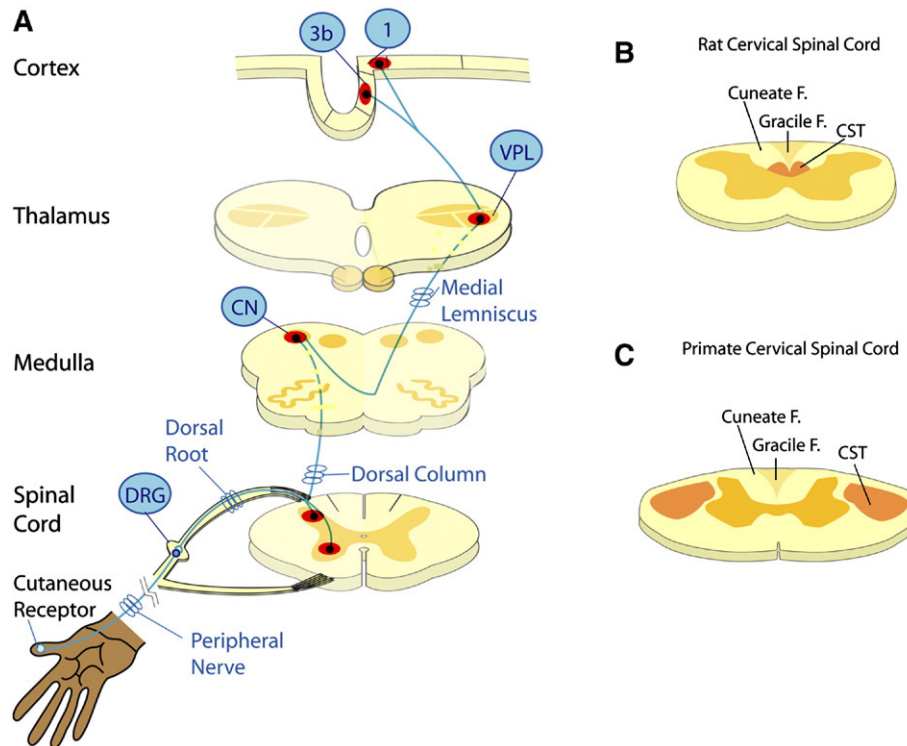 A
3b
1
Cortex
VPL
Thalamus
Medial
Lemniscus
CN
Medulla
Dorsal
Root
Dorsal Column
DRG
Spinal
Cord
Cutaneous
Receptor
Peripheral
Nerve
B
Rat Cervical Spinal Cord
Cuneate F.
Gracile F.
CST
C
Primate Cervical Spinal Cord
Cuneate F.
Gracile F.
CST